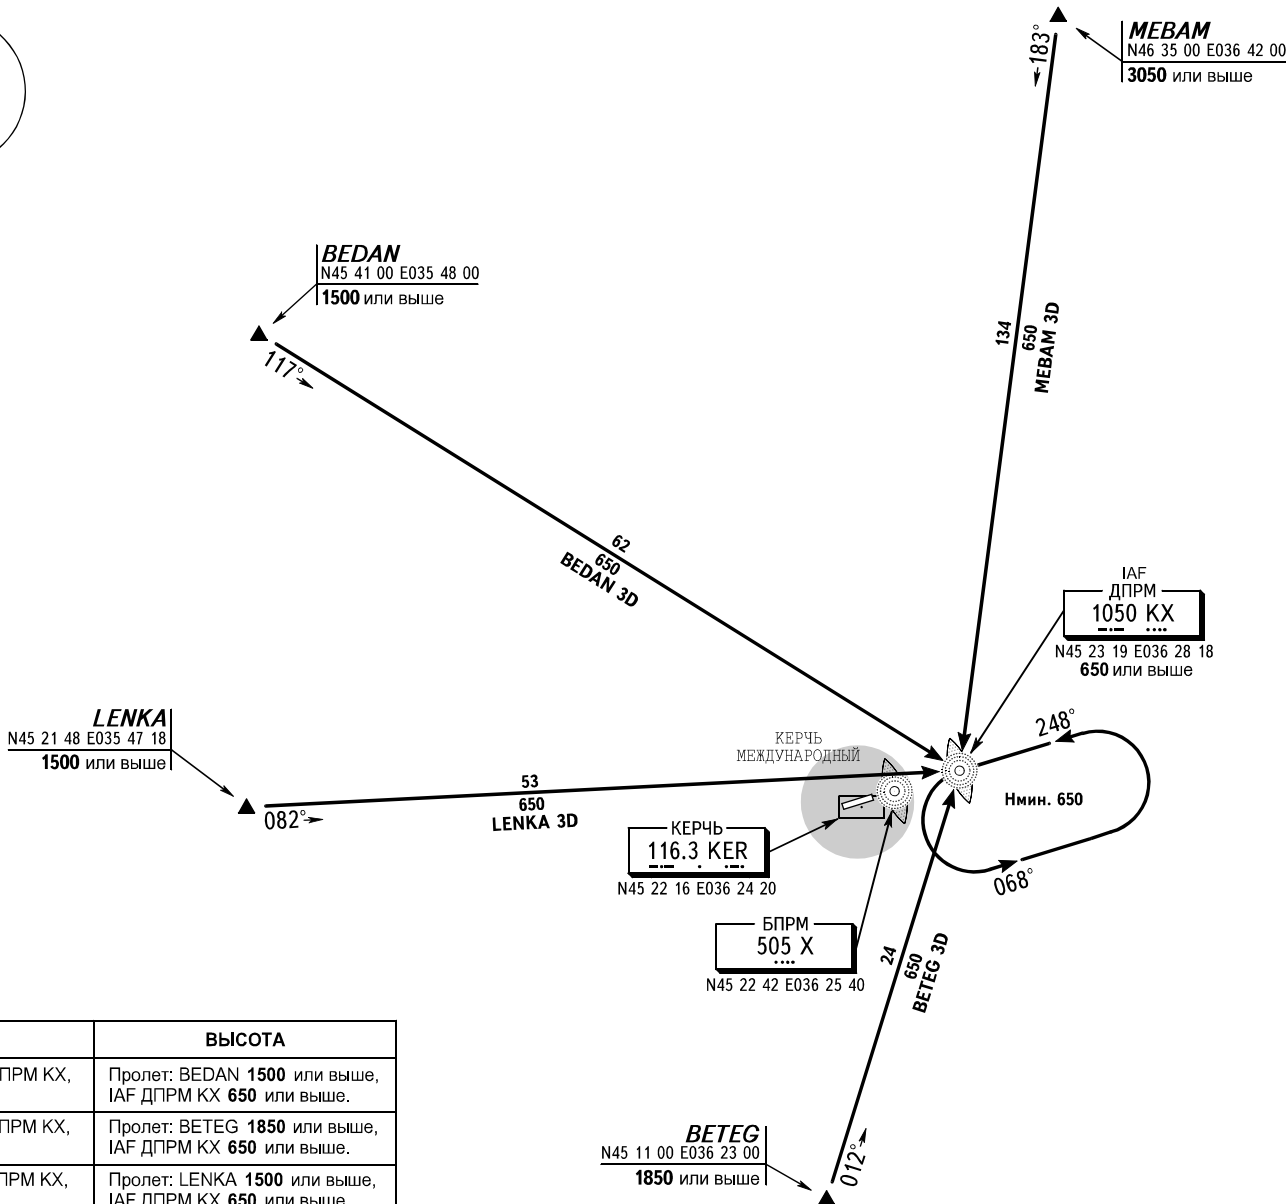 MEBAM
N46 35 00 E036 42 00
3050 или выше
183°
BEDAN
N45 41 00 E035 48 00
1500 или выше
117°
134
650
MEBAM 3D
62
650
BEDAN 3D
IAF
ДПРМ
1050 KX
N45 23 19 E036 28 18
650 или выше
LENKA
N45 21 48 E035 47 18
1500 или выше
082°
53
650
LENKA 3D
КЕРЧЬ
МЕЖДУНАРОДНЫЙ
248°
Нмин. 650
068°
КЕРЧЬ
116.3 KER
N45 22 16 E036 24 20
БПРМ
505 X
N45 22 42 E036 25 40
24
650
BETEG 3D
BETEG
N45 11 00 E036 23 00
1850 или выше
012°
ВЫСОТА
ПРМ KX,
Пролет: BEDAN 1500 или выше,
IAF ДПРМ KX 650 или выше.
ПРМ KX,
Пролет: BETEG 1850 или выше,
IAF ДПРМ KX 650 или выше.
ПРМ KX,
Пролет: LENKA 1500 или выше,
IAF ДПРМ KX 650 или выше